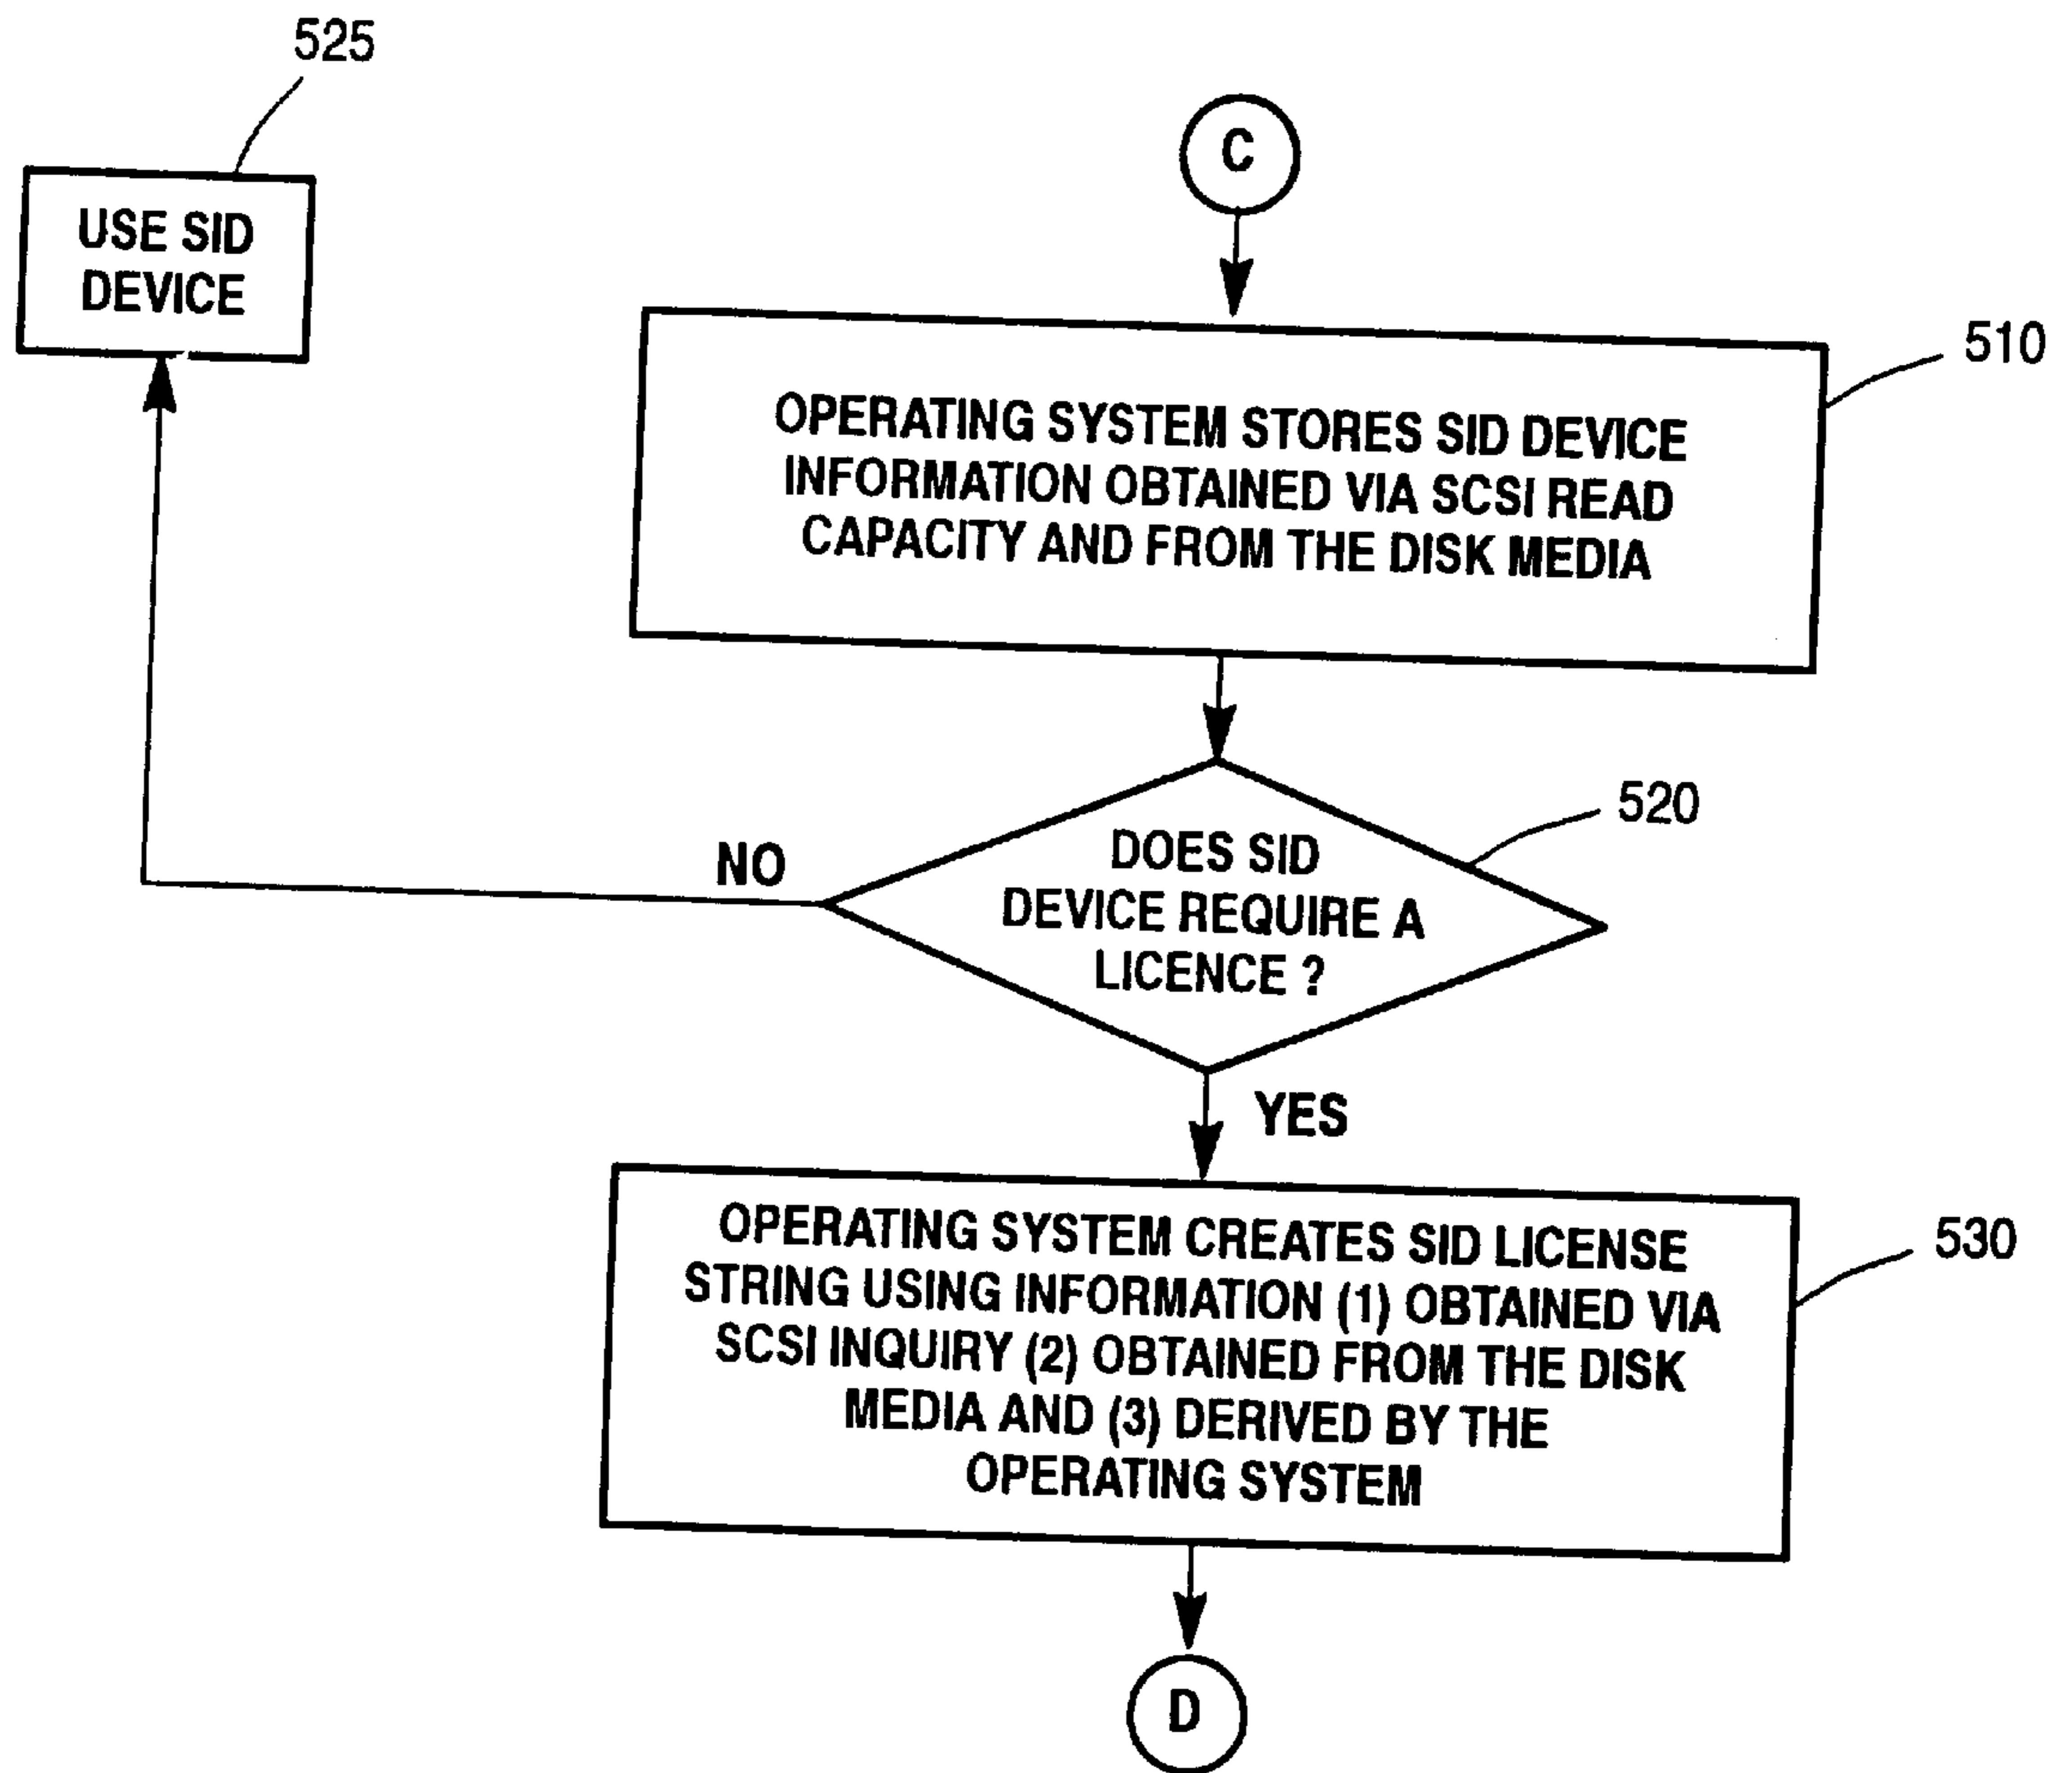 525
C
USE SID
DEVICE
510
OPERATING SYSTEM STORES SID DEVICE
INFORMATION OBTAINED VIA SCSI READ
CAPACITY AND FROM THE DISK MEDIA
520
NO
DOES SID
DEVICE REQUIRE A
LICENCE ?
YES
530
OPERATING SYSTEM CREATES SID LICENSE
STRING USING INFORMATION (1) OBTAINED VIA
SCSI INQUIRY (2) OBTAINED FROM THE DISK
MEDIA AND (3) DERIVED BY THE
OPERATING SYSTEM
D